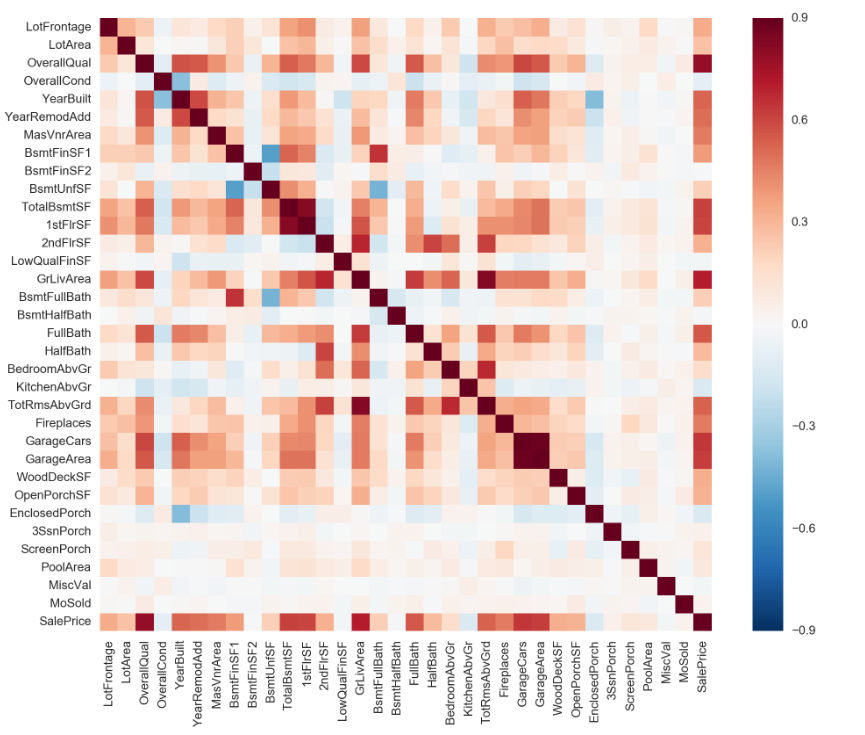 LotFrontage
LotArea
OverallQual
OverallCond
YearBuilt
YearRemodAdd
MasVnrArea
BsmtFinSF1
BsmtFinSF2
BsmtUnfSF
TotalBsmtSF
1stFlrSF
2ndFlrSF
LowQualFinSF
GrLivArea
BsmtFullBath
BsmtHalfBath
FullBath
HalfBath
BedroomAbvGr
KitchenAbvGr
TotRmsAbvGrd
Fireplaces
GarageCars
GarageArea
WoodDeckSF
OpenPorchSF
EnclosedPorch
3SsnPorch
ScreenPorch
PoolArea
MiscVal
MoSold
SalePrice
LotFrontage
LotArea
OverallQual
OverallCond
YearBuilt
YearRemodAdd
MasVnrArea
BsmtFinSF1
BsmtFinSF2
BsmtUnfSF
TotalBsmtSF
1stFlrSF
2ndFlrSF
LowQualFinSF
GrLivArea
BsmtFullBath
BsmtHalfBath
FullBath
HalfBath
BedroomAbvGr
KitchenAbvGr
TotRmsAbvGrd
Fireplaces
GarageCars
GarageArea
WoodDeckSF
OpenPorchSF
EnclosedPorch
3SsnPorch
ScreenPorch
PoolArea
MiscVal
MoSold
SalePrice
0.9
0.6
0.3
0.0
−0.3
−0.6
−0.9